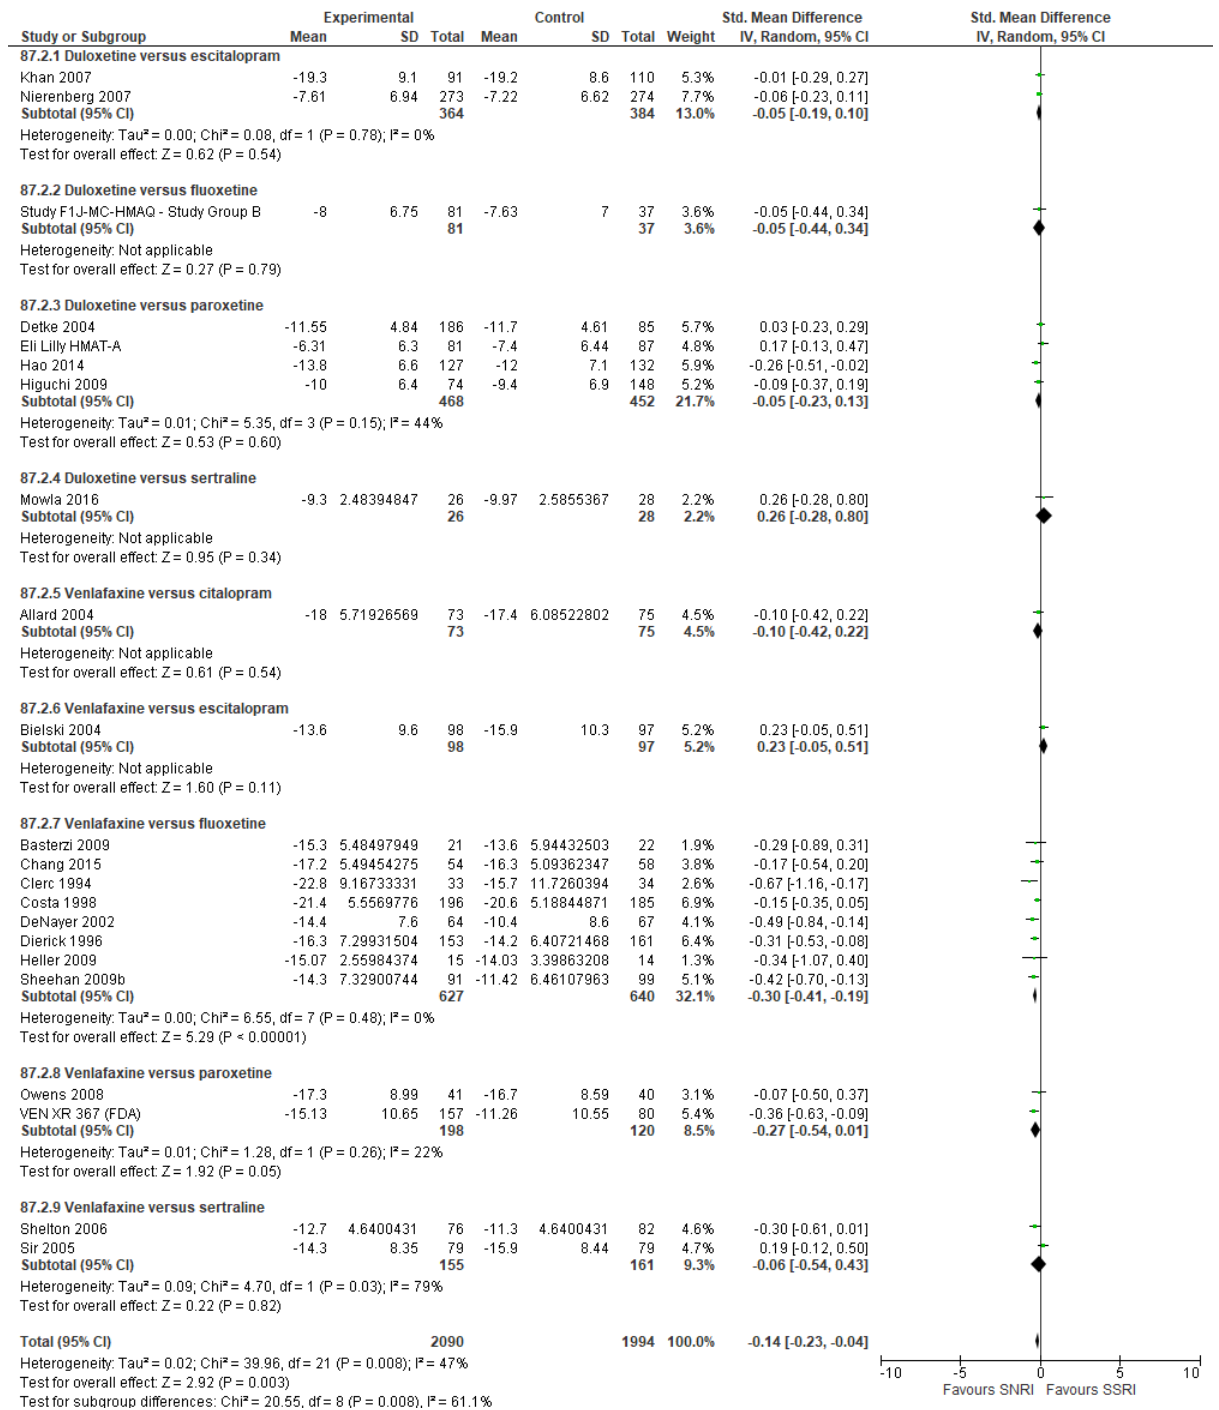 Experimental Control Std. Mean Difference Std. Mean Difference
Study or Subgroup Mean SD Total Mean SD Total Weight IV, Random, 95% CI IV, Random, 95% CI
87.2.1 Duloxetine versus escitalopram
Khan 2007 -19.3 9.1 91 -19.2 8.6 110 5.3% -0.01 [-0.29, 0.27]
Nierenberg 2007 -7.61 6.94 273 -7.22 6.62 274 7.7% -0.06 [-0.23, 0.11]
Subtotal (95% CI) 364 384 13.0% -0.05 [-0.19, 0.10]
Heterogeneity: Tau² = 0.00; Chi² = 0.08, df = 1 (P = 0.78); I² = 0%
Test for overall effect: Z = 0.62 (P = 0.54)
87.2.2 Duloxetine versus fluoxetine
Study F1J-MC-HMAQ - Study Group B -8 6.75 81 -7.63 7 37 3.6% -0.05 [-0.44, 0.34]
Subtotal (95% CI) 81 37 3.6% -0.05 [-0.44, 0.34]
Heterogeneity: Not applicable
Test for overall effect: Z = 0.27 (P = 0.79)
87.2.3 Duloxetine versus paroxetine
Detke 2004 -11.55 4.84 186 -11.7 4.61 85 5.7% 0.03 [-0.23, 0.29]
Eli Lilly HMAT-A -6.31 6.3 81 -7.4 6.44 87 4.8% 0.17 [-0.13, 0.47]
Hao 2014 -13.8 6.6 127 -12 7.1 132 5.9% -0.26 [-0.51, -0.02]
Higuchi 2009 -10 6.4 74 -9.4 6.9 148 5.2% -0.09 [-0.37, 0.19]
Subtotal (95% CI) 468 452 21.7% -0.05 [-0.23, 0.13]
Heterogeneity: Tau² = 0.01; Chi² = 5.35, df = 3 (P = 0.15); I² = 44%
Test for overall effect: Z = 0.53 (P = 0.60)
87.2.4 Duloxetine versus sertraline
Mowla 2016 -9.3 2.48394847 26 -9.97 2.5855367 28 2.2% 0.26 [-0.28, 0.80]
Subtotal (95% CI) 26 28 2.2% 0.26 [-0.28, 0.80]
Heterogeneity: Not applicable
Test for overall effect: Z = 0.95 (P = 0.34)
87.2.5 Venlafaxine versus citalopram
Allard 2004 -18 5.71926569 73 -17.4 6.08522802 75 4.5% -0.10 [-0.42, 0.22]
Subtotal (95% CI) 73 75 4.5% -0.10 [-0.42, 0.22]
Heterogeneity: Not applicable
Test for overall effect: Z = 0.61 (P = 0.54)
87.2.6 Venlafaxine versus escitalopram
Bielski 2004 -13.6 9.6 98 -15.9 10.3 97 5.2% 0.23 [-0.05, 0.51]
Subtotal (95% CI) 98 97 5.2% 0.23 [-0.05, 0.51]
Heterogeneity: Not applicable
Test for overall effect: Z = 1.60 (P = 0.11)
87.2.7 Venlafaxine versus fluoxetine
Basterzi 2009 -15.3 5.48497949 21 -13.6 5.94432503 22 1.9% -0.29 [-0.89, 0.31]
Chang 2015 -17.2 5.49454275 54 -16.3 5.09362347 58 3.8% -0.17 [-0.54, 0.20]
Clerc 1994 -22.8 9.16733331 33 -15.7 11.7260394 34 2.6% -0.67 [-1.16, -0.17]
Costa 1998 -21.4 5.5569776 196 -20.6 5.18844871 185 6.9% -0.15 [-0.35, 0.05]
DeNayer 2002 -14.4 7.6 64 -10.4 8.6 67 4.1% -0.49 [-0.84, -0.14]
Dierick 1996 -16.3 7.29931504 153 -14.2 6.40721468 161 6.4% -0.31 [-0.53, -0.08]
Heller 2009 -15.07 2.55984374 15 -14.03 3.39863208 14 1.3% -0.34 [-1.07, 0.40]
Sheehan 2009b -14.3 7.32900744 91 -11.42 6.46107963 99 5.1% -0.42 [-0.70, -0.13]
Subtotal (95% CI) 627 640 32.1% -0.30 [-0.41, -0.19]
Heterogeneity: Tau² = 0.00; Chi² = 6.55, df = 7 (P = 0.48); I² = 0%
Test for overall effect: Z = 5.29 (P < 0.00001)
87.2.8 Venlafaxine versus paroxetine
Owens 2008 -17.3 8.99 41 -16.7 8.59 40 3.1% -0.07 [-0.50, 0.37]
VEN XR 367 (FDA) -15.13 10.65 157 -11.26 10.55 80 5.4% -0.36 [-0.63, -0.09]
Subtotal (95% CI) 198 120 8.5% -0.27 [-0.54, 0.01]
Heterogeneity: Tau² = 0.01; Chi² = 1.28, df = 1 (P = 0.26); I² = 22%
Test for overall effect: Z = 1.92 (P = 0.05)
87.2.9 Venlafaxine versus sertraline
Shelton 2006 -12.7 4.6400431 76 -11.3 4.6400431 82 4.6% -0.30 [-0.61, 0.01]
Sir 2005 -14.3 8.35 79 -15.9 8.44 79 4.7% 0.19 [-0.12, 0.50]
Subtotal (95% CI) 155 161 9.3% -0.06 [-0.54, 0.43]
Heterogeneity: Tau² = 0.09; Chi² = 4.70, df = 1 (P = 0.03); I² = 79%
Test for overall effect: Z = 0.22 (P = 0.82)
Total (95% CI) 2090 1994 100.0% -0.14 [-0.23, -0.04]
Heterogeneity: Tau² = 0.02; Chi² = 39.96, df = 21 (P = 0.008); I² = 47%
Test for overall effect: Z = 2.92 (P = 0.003)
Test for subgroup differences: Chi² = 20.55, df = 8 (P = 0.008), I² = 61.1%
-10 -5 0 5 10
Favours SNRI Favours SSRI